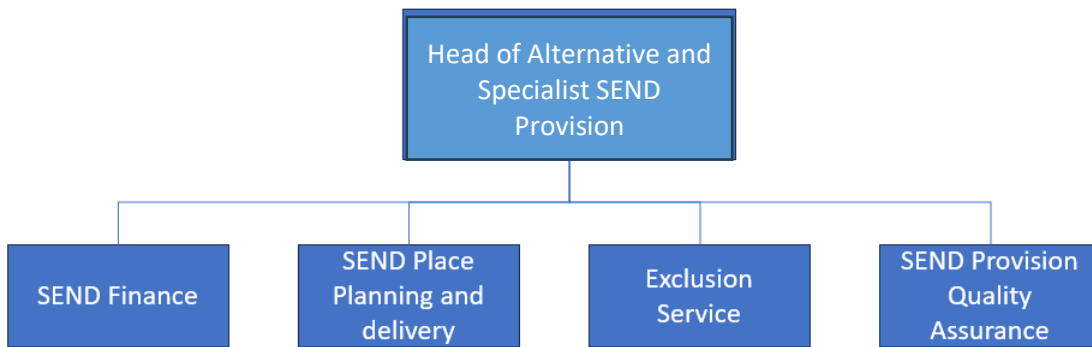 Head of Alternative and
Specialist SEND
Provision
SEND Finance
SEND Place
Planning and
delivery
Exclusion
Service
SEND Provision
Quality
Assurance